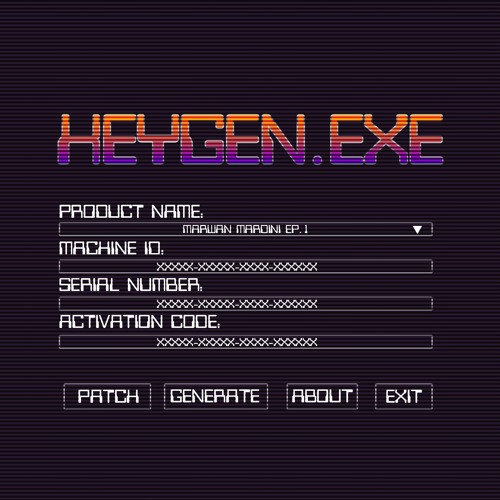 HEYGEN.EXE
PRODUCT NAME:
MARWAN MARDINI EP.1
MACHINE ID:
XXXXX-XXXXX-XXXX-XXXXXX
SERIAL NUMBER:
XXXXX-XXXXX-XXXX-XXXXXX
ACTIVATION CODE:
XXXXX-XXXXX-XXXX-XXXXXX
PATCH GENERATE ABOUT EXIT